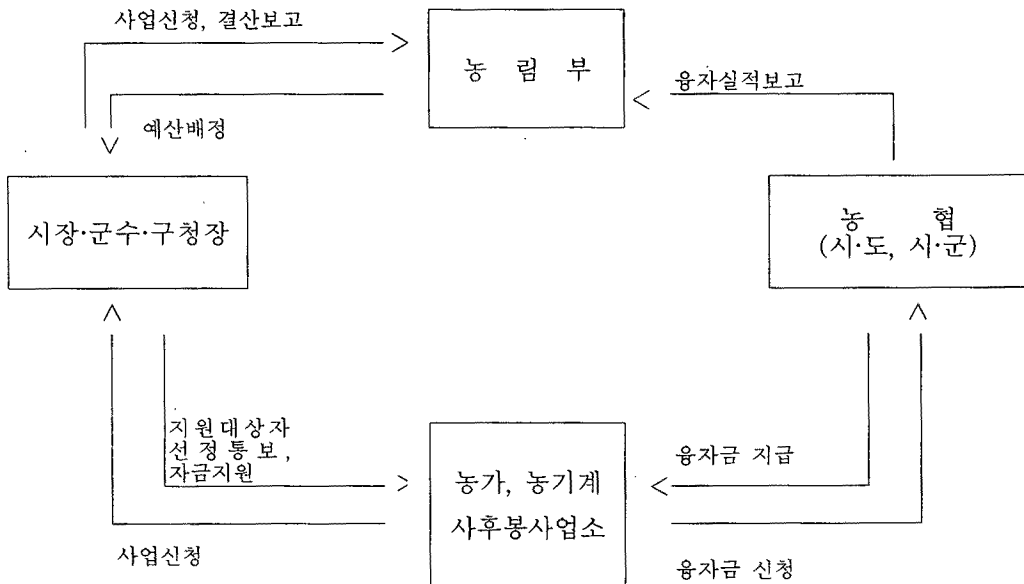 사업신청, 결산보고
농 림 부
융자실적보고
예산배정
시장·군수·구청장
농 협
(시·도, 시·군)
지원대상자
선정통보,
자금지원
농가, 농기계
사후봉사업소
융자금 지급
사업신청
융자금 신청